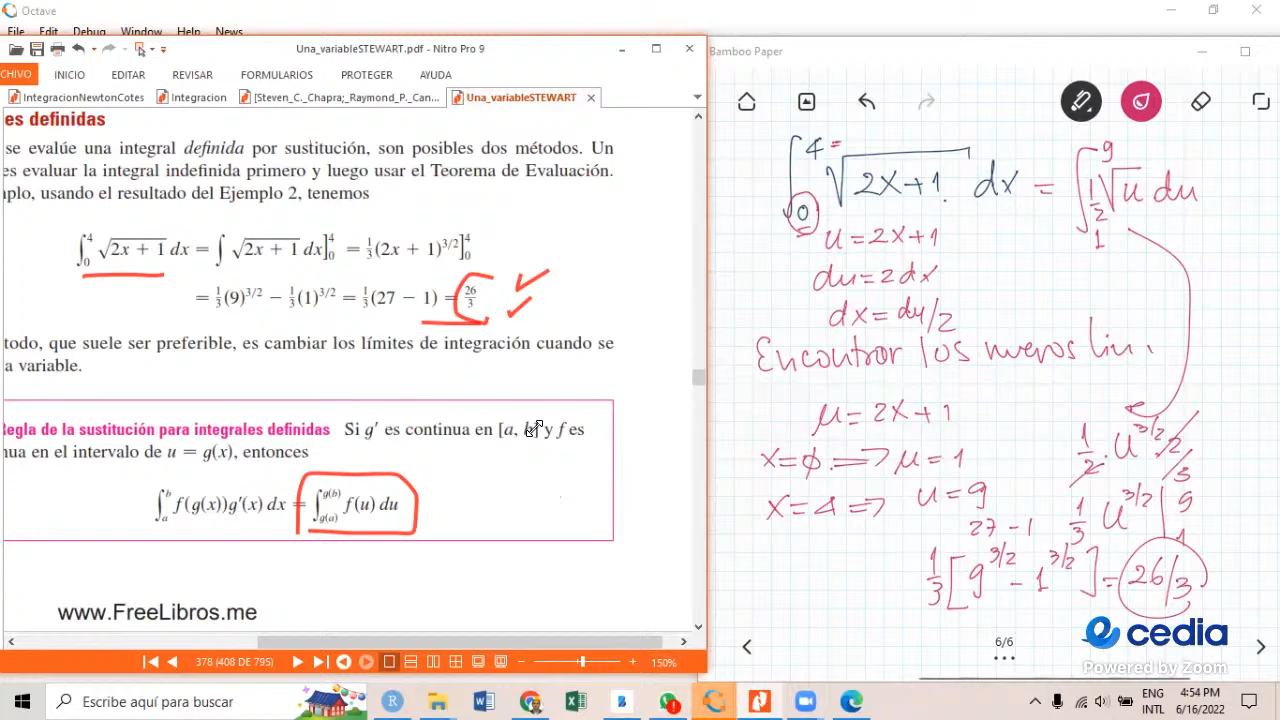 Octave
File Edit Debug Window Help News
Una_variableSTEWART.pdf - Nitro Pro 9
CHIVO INICIO EDITAR REVISAR FORMULARIOS PROTEGER AYUDA
IntegracionNewtonCotes Integracion [Steven_C._Chapra;_Raymond_P._Can... Una_variableSTEWART
es definidas
se evalúe una integral definida por sustitución, son posibles dos métodos. Un
es evaluar la integral indefinida primero y luego usar el Teorema de Evaluación.
nplo, usando el resultado del Ejemplo 2, tenemos
∫₀⁴ √2x + 1 dx = ∫ √2x + 1 dx]₀⁴ = 1/3(2x + 1)^3/2]₀⁴
= 1/3(9)^3/2 − 1/3(1)^3/2 = 1/3(27 − 1) = 26/3
todo, que suele ser preferible, es cambiar los límites de integración cuando se
a variable.
Regla de la sustitución para integrales definidas Si g′ es continua en [a, b] y f es
nua en el intervalo de u = g(x), entonces
∫ₐᵇ f(g(x))g′(x) dx = ∫_g(a)^g(b) f(u) du
www.FreeLibros.me
378 (408 DE 795) 150%
Bamboo Paper
∫₀⁴ √2x+1 dx = ∫₁⁹ 1/2 √u du
u=2x+1
du=2dx
dx=du/2
Encontrar los nuevos lim.
μ=2x+1
x=0 ⟹ μ=1
x=4 ⟹ u=9
1/2 · u^3/2 · 2/3
1/3 u^3/2 | 9 1
27-1
1/3 [9^3/2 - 1^3/2] = 26/3
6/6
cedia
Powered by Zoom
Escribe aquí para buscar
ENG
INTL
4:54 PM
6/16/2022